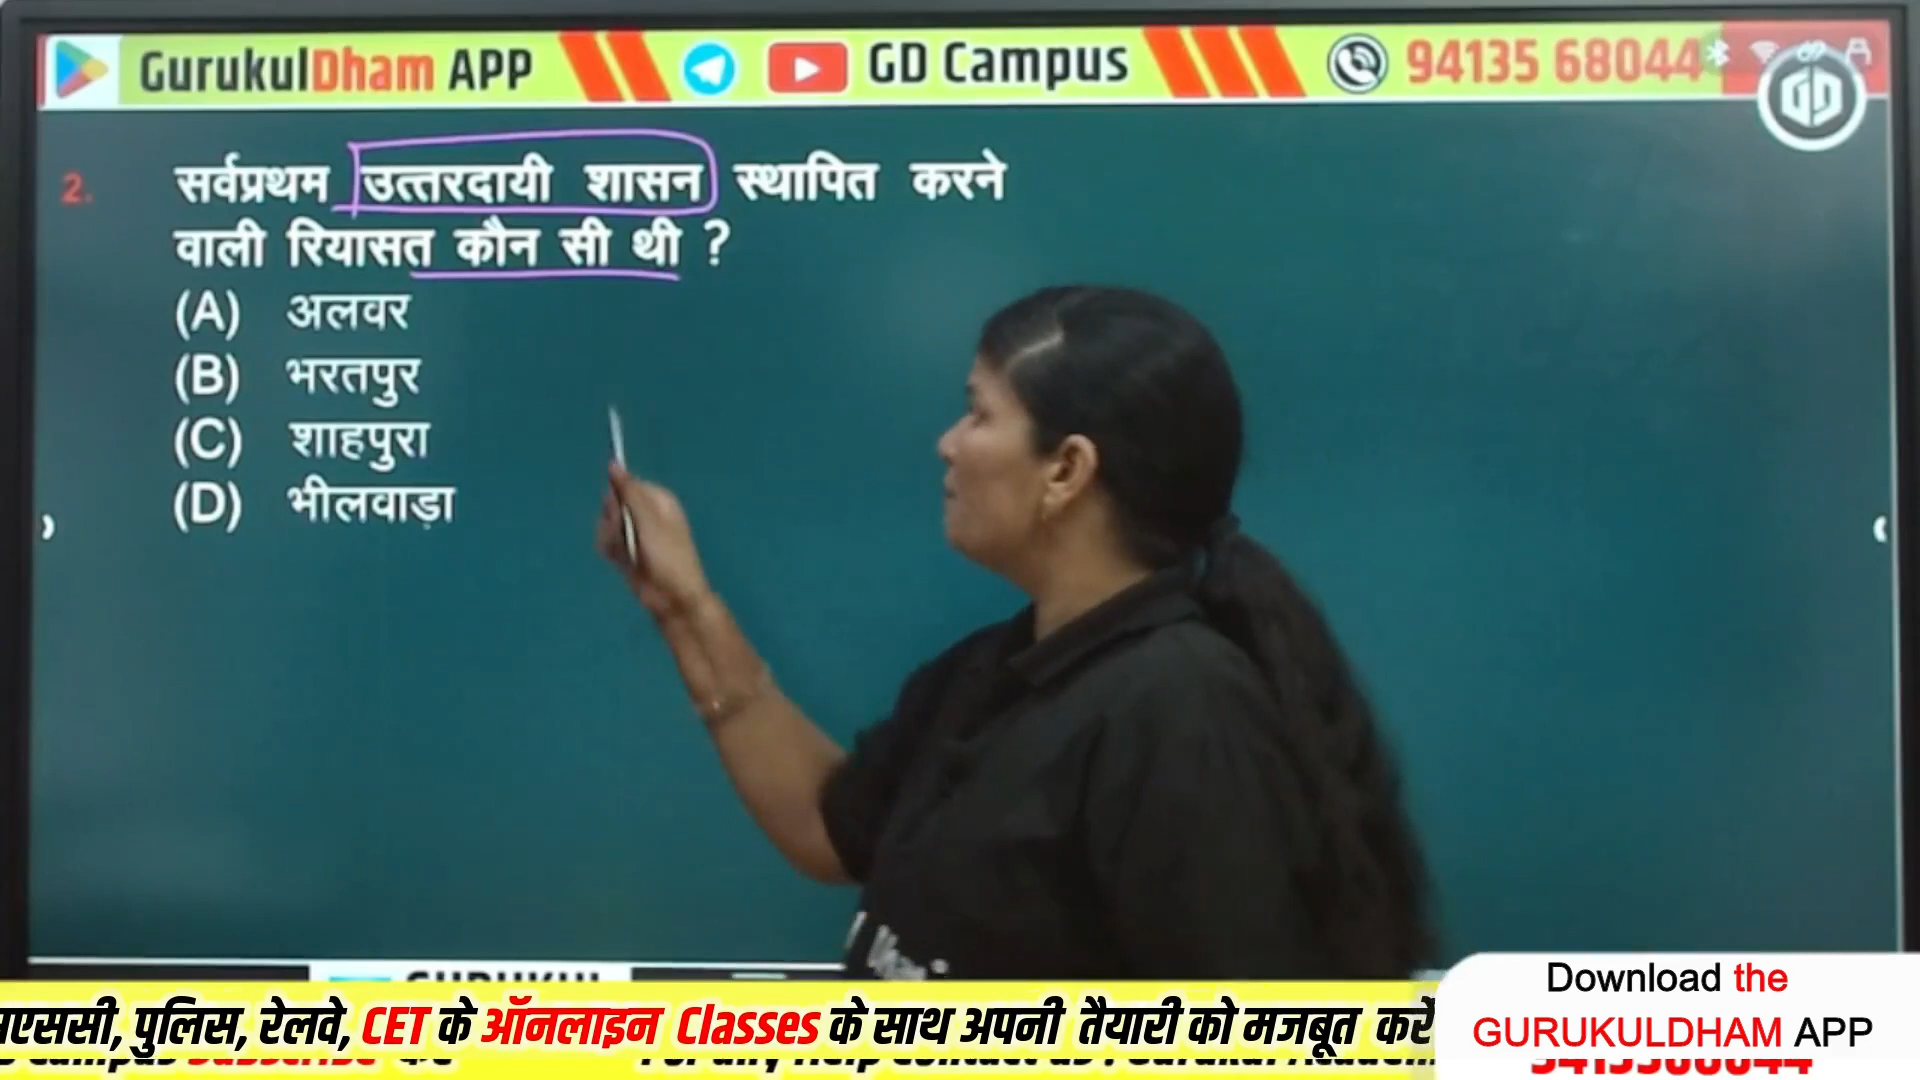 GurukulDham APP GD Campus 94135 68044
2. सर्वप्रथम उत्तरदायी शासन स्थापित करने
वाली रियासत कौन सी थी ?
(A) अलवर
(B) भरतपुर
(C) शाहपुरा
(D) भीलवाड़ा
पुलिस, रेलवे, CET के ऑनलाइन Classes के साथ अपनी तैयारी को मजबूत करें
Download the
GURUKULDHAM APP